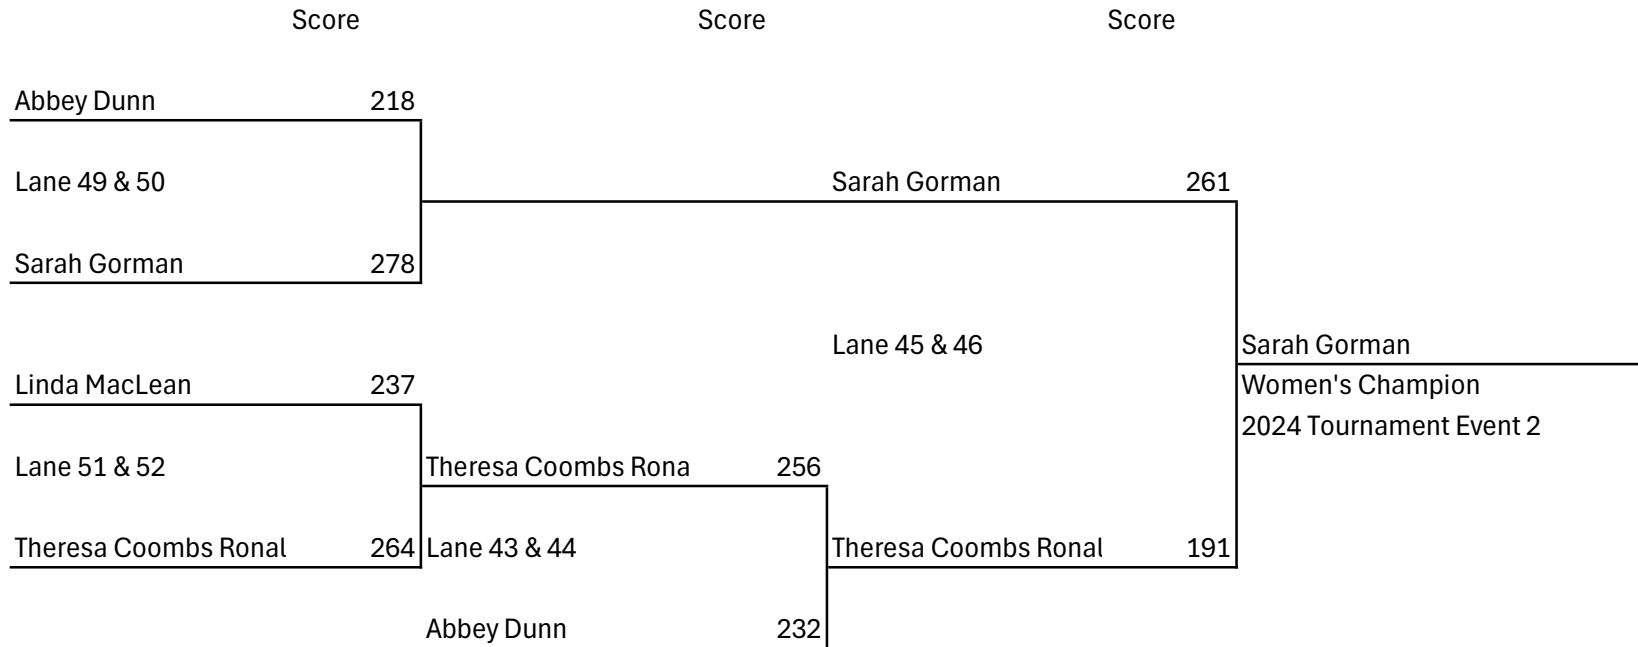 Score Score Score
Abbey Dunn 218
Lane 49 & 50 Sarah Gorman 261
Sarah Gorman 278
Lane 45 & 46 Sarah Gorman
Linda MacLean 237 Women's Champion
2024 Tournament Event 2
Lane 51 & 52 Theresa Coombs Rona 256
Theresa Coombs Ronal 264 Lane 43 & 44 Theresa Coombs Ronal 191
Abbey Dunn 232